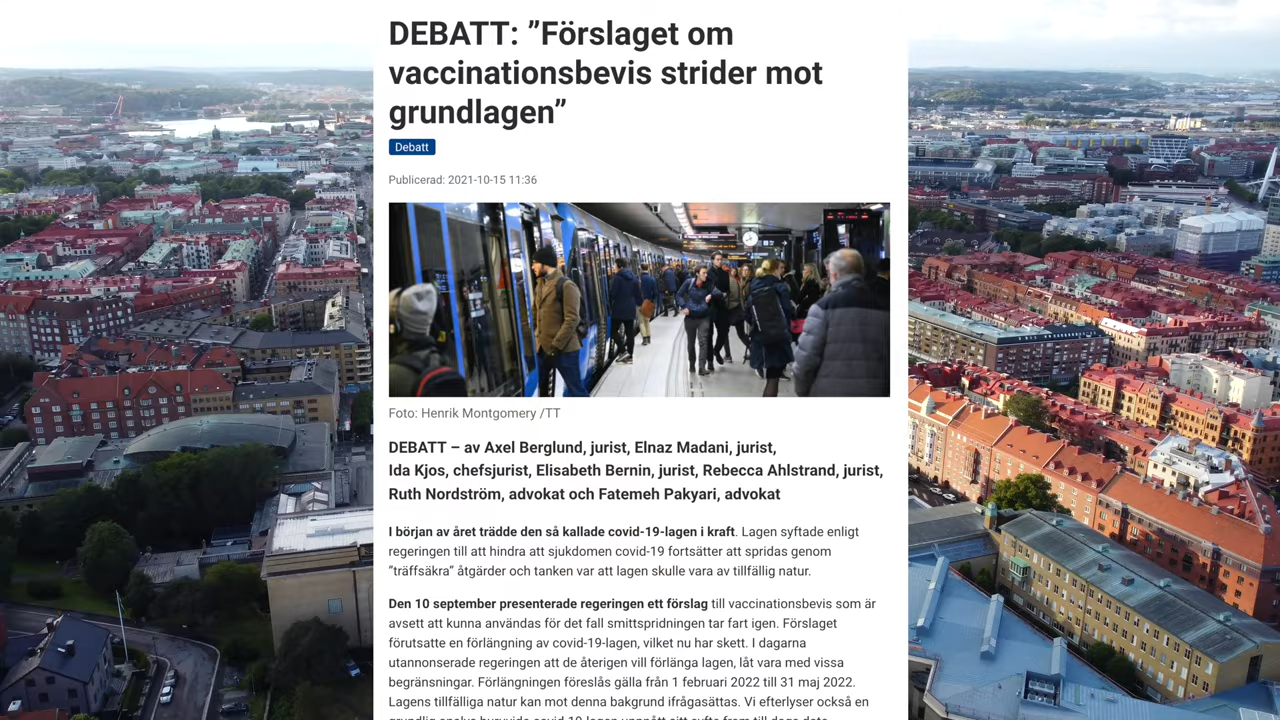 DEBATT: ”Förslaget om
vaccinationsbevis strider mot
grundlagen”
Debatt
Publicerad: 2021-10-15 11:36
Foto: Henrik Montgomery /TT
DEBATT – av Axel Berglund, jurist, Elnaz Madani, jurist,
Ida Kjos, chefsjurist, Elisabeth Bernin, jurist, Rebecca Ahlstrand, jurist,
Ruth Nordström, advokat och Fatemeh Pakyari, advokat
I början av året trädde den så kallade covid-19-lagen i kraft. Lagen syftade enligt
regeringen till att hindra att sjukdomen covid-19 fortsätter att spridas genom
”träffsäkra” åtgärder och tanken var att lagen skulle vara av tillfällig natur.
Den 10 september presenterade regeringen ett förslag till vaccinationsbevis som är
avsett att kunna användas för det fall smittspridningen tar fart igen. Förslaget
förutsatte en förlängning av covid-19-lagen, vilket nu har skett. I dagarna
utannonserade regeringen att de återigen vill förlänga lagen, låt vara med vissa
begränsningar. Förlängningen föreslås gälla från 1 februari 2022 till 31 maj 2022.
Lagens tillfälliga natur kan mot denna bakgrund ifrågasättas. Vi efterlyser också en